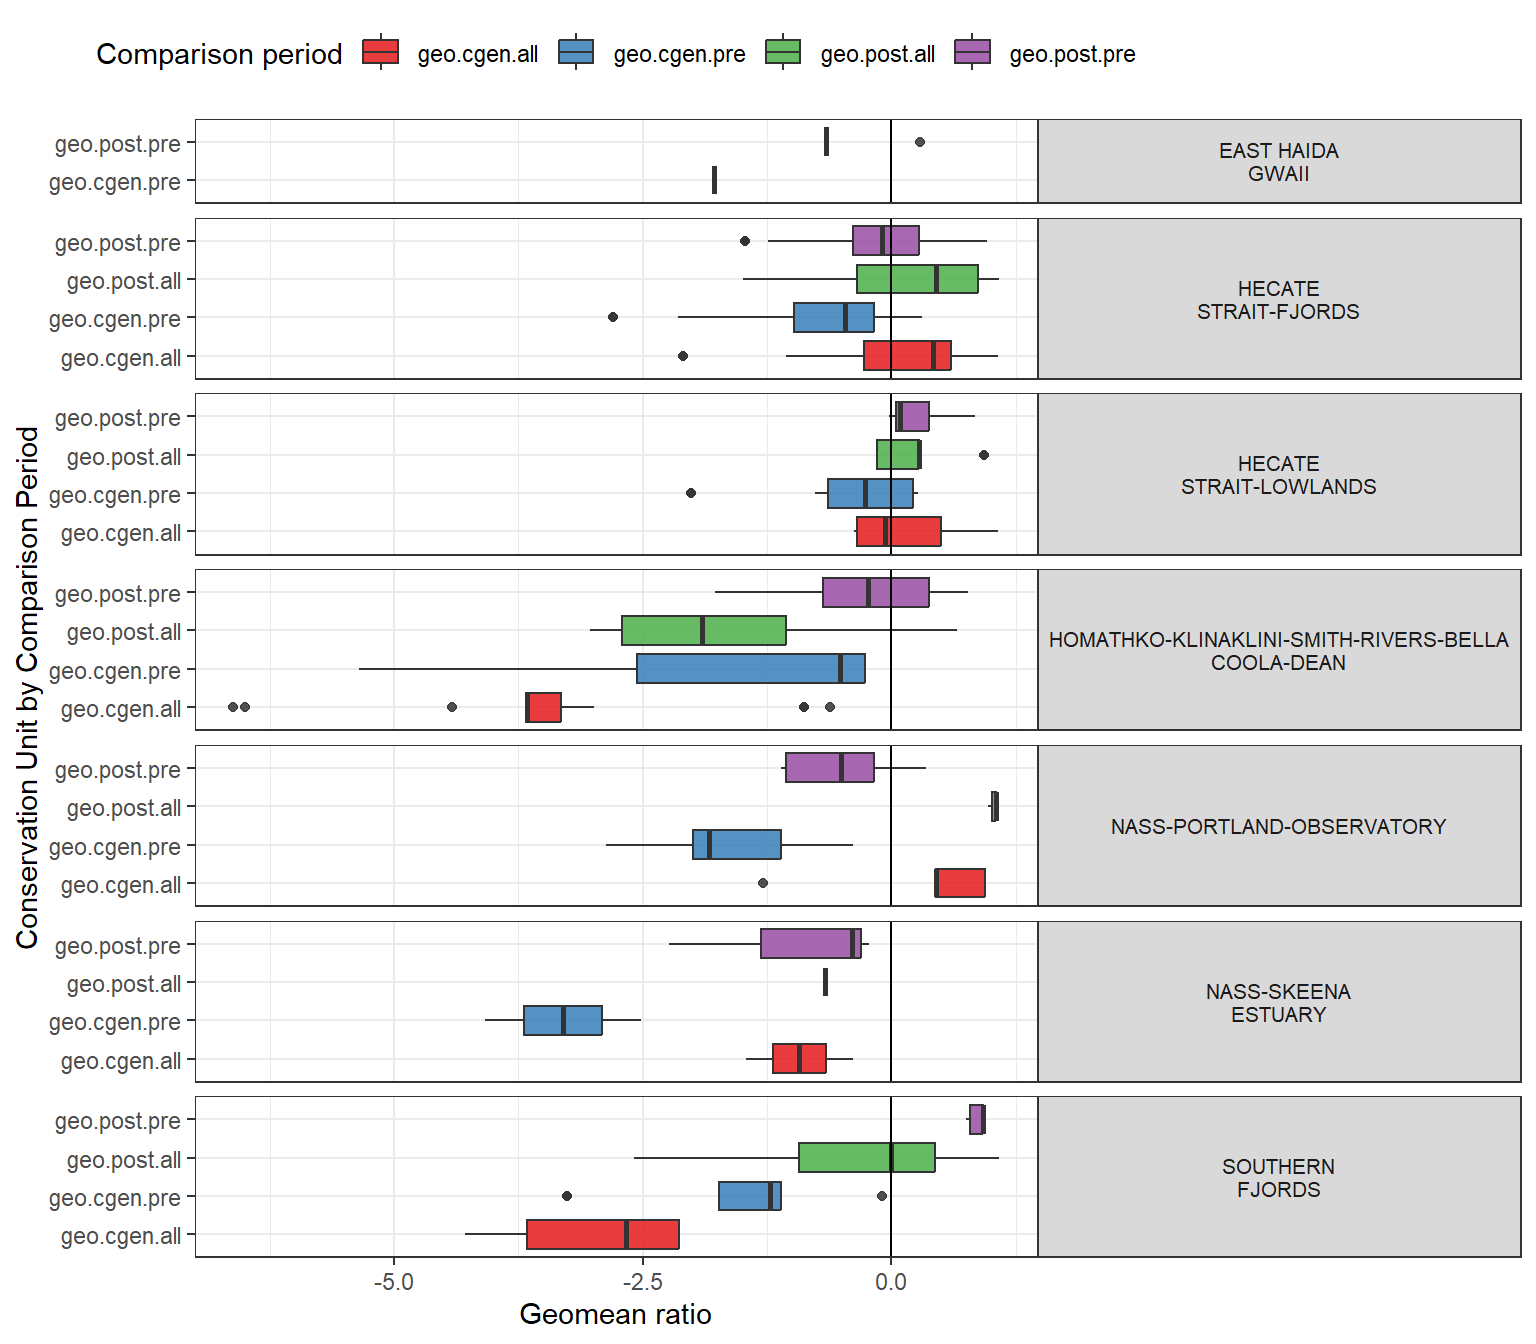 Comparison period geo.cgen.all geo.cgen.pre geo.post.all geo.post.pre
Conservation Unit by Comparison Period
geo.post.pre
geo.cgen.pre
EAST HAIDA
GWAII
geo.post.pre
geo.post.all
geo.cgen.pre
geo.cgen.all
HECATE
STRAIT-FJORDS
geo.post.pre
geo.post.all
geo.cgen.pre
geo.cgen.all
HECATE
STRAIT-LOWLANDS
geo.post.pre
geo.post.all
geo.cgen.pre
geo.cgen.all
HOMATHKO-KLINAKLINI-SMITH-RIVERS-BELLA
COOLA-DEAN
geo.post.pre
geo.post.all
geo.cgen.pre
geo.cgen.all
NASS-PORTLAND-OBSERVATORY
geo.post.pre
geo.post.all
geo.cgen.pre
geo.cgen.all
NASS-SKEENA
ESTUARY
geo.post.pre
geo.post.all
geo.cgen.pre
geo.cgen.all
SOUTHERN
FJORDS
-5.0 -2.5 0.0
Geomean ratio